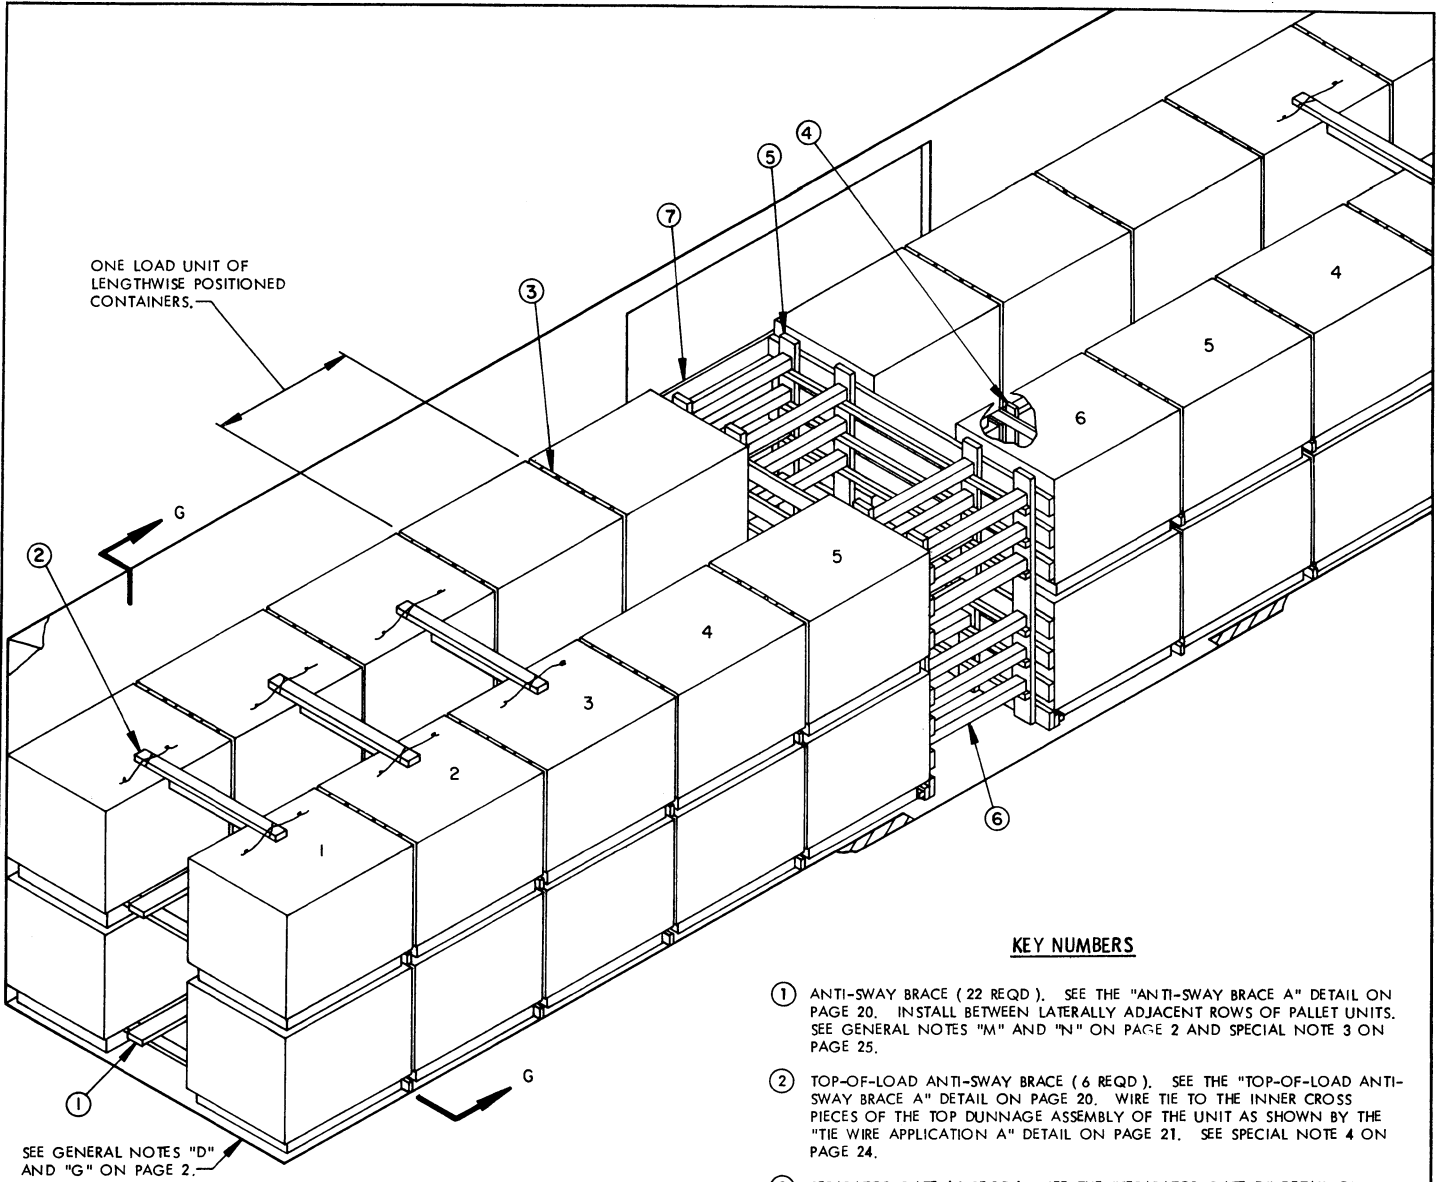 4
5
7
ONE LOAD UNIT OF
LENGTHWISE POSITIONED
CONTAINERS.
3
4
5
6
G
2
5
4
3
2
1
6
G
1
SEE GENERAL NOTES "D"
AND "G" ON PAGE 2.
KEY NUMBERS
1 ANTI-SWAY BRACE (22 REQD). SEE THE "ANTI-SWAY BRACE A" DETAIL ON
PAGE 20. INSTALL BETWEEN LATERALLY ADJACENT ROWS OF PALLET UNITS.
SEE GENERAL NOTES "M" AND "N" ON PAGE 2 AND SPECIAL NOTE 3 ON
PAGE 25.
2 TOP-OF-LOAD ANTI-SWAY BRACE (6 REQD). SEE THE "TOP-OF-LOAD ANTI-
SWAY BRACE A" DETAIL ON PAGE 20. WIRE TIE TO THE INNER CROSS
PIECES OF THE TOP DUNNAGE ASSEMBLY OF THE UNIT AS SHOWN BY THE
"TIE WIRE APPLICATION A" DETAIL ON PAGE 21. SEE SPECIAL NOTE 4 ON
PAGE 24.